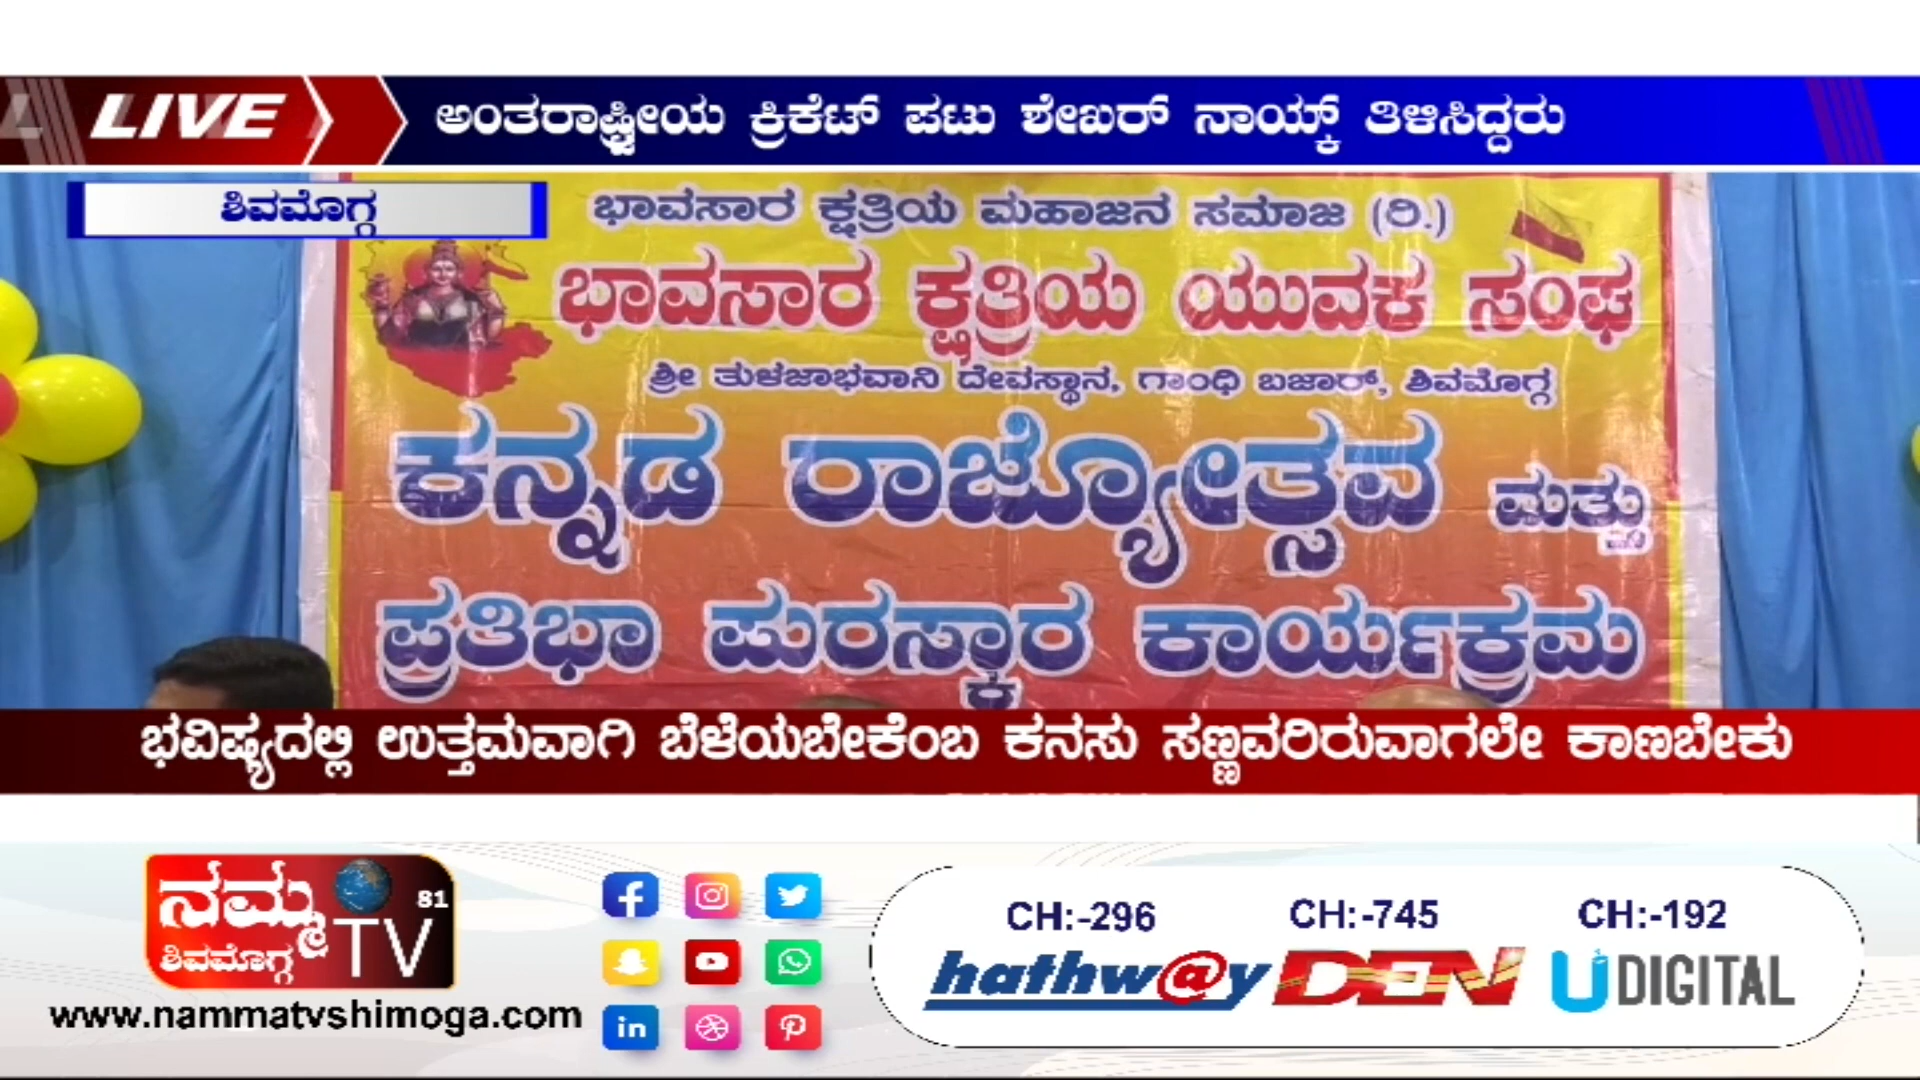 LIVE
ಅಂತರಾಷ್ಟ್ರೀಯ ಕ್ರಿಕೆಟ್ ಪಟು ಶೇಖರ್ ನಾಯ್ಕ್ ತಿಳಿಸಿದ್ದರು
ಶಿವಮೊಗ್ಗ
ಭಾವಸಾರ ಕ್ಷತ್ರಿಯ ಮಹಾಜನ ಸಮಾಜ (ರಿ.)
ಭಾವಸಾರ ಕ್ಷತ್ರಿಯ ಯುವಕ ಸಂಘ
ಶ್ರೀ ತುಳಜಾಭವಾನಿ ದೇವಸ್ಥಾನ, ಗಾಂಧಿ ಬಜಾರ್, ಶಿವಮೊಗ್ಗ
ಕನ್ನಡ ರಾಜ್ಯೋತ್ಸವ ಮತ್ತು
ಪ್ರತಿಭಾ ಪುರಸ್ಕಾರ ಕಾರ್ಯಕ್ರಮ
ಭವಿಷ್ಯದಲ್ಲಿ ಉತ್ತಮವಾಗಿ ಬೆಳೆಯಬೇಕೆಂಬ ಕನಸು ಸಣ್ಣವರಿರುವಾಗಲೇ ಕಾಣಬೇಕು
ನಮ್ಮ TV 81
ಶಿವಮೊಗ್ಗ
www.nammatvshimoga.com
CH:-296 CH:-745 CH:-192
hathw@y DEN U DIGITAL